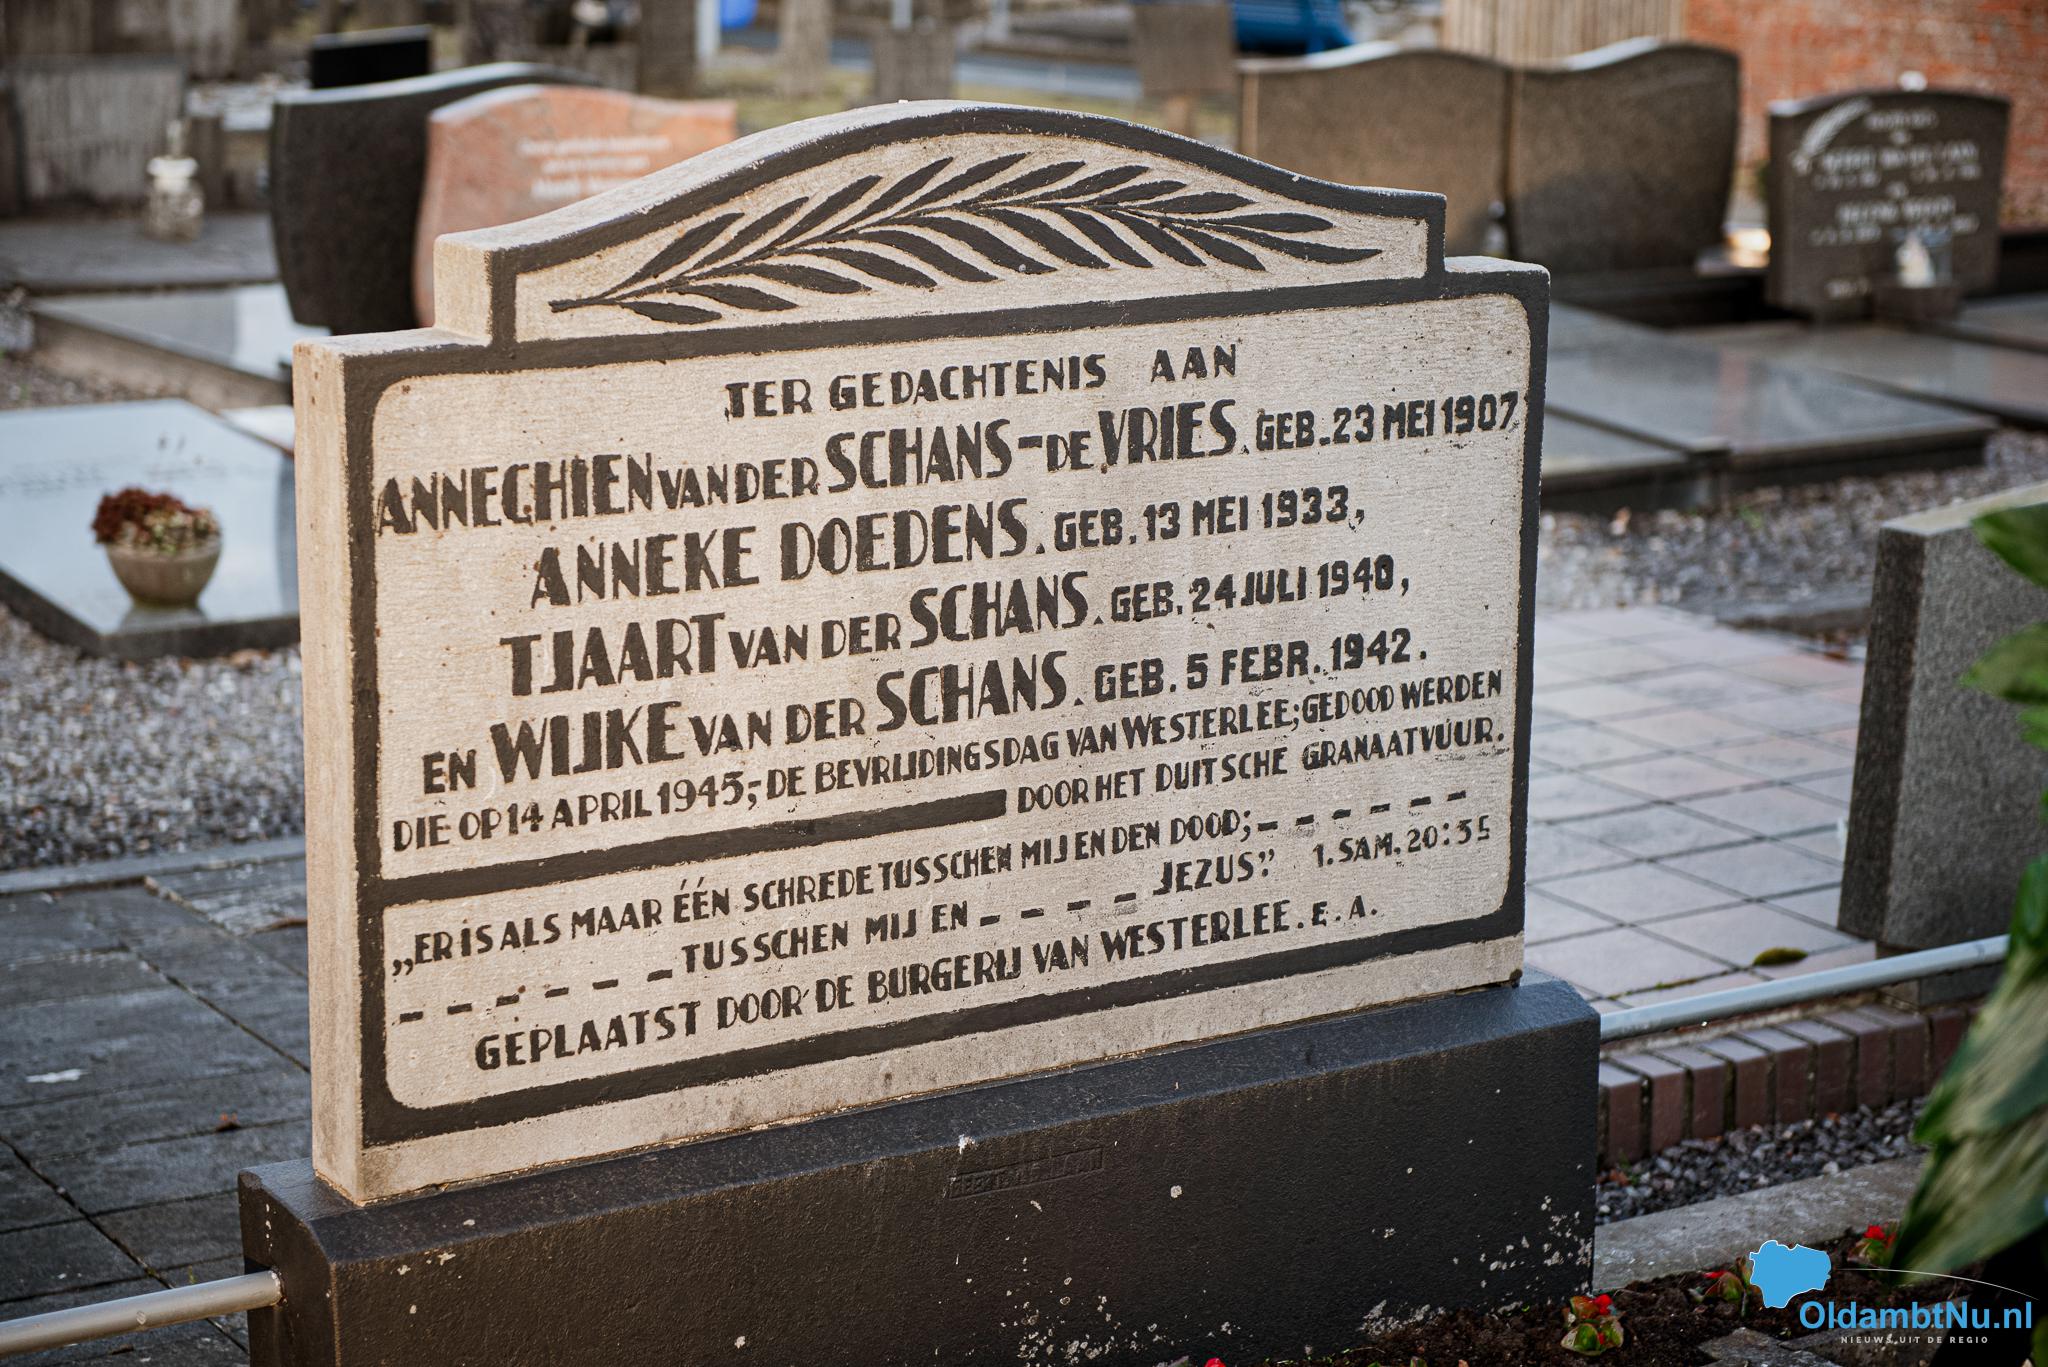 TER GEDACHTENIS AAN
ANNECHIEN VAN DER SCHANS-DE VRIES. GEB. 23 MEI 1907
ANNEKE DOEDENS. GEB. 13 MEI 1933,
TJAART VAN DER SCHANS. GEB. 24 JULI 1940,
EN WIJKE VAN DER SCHANS. GEB. 5 FEBR. 1942.
DIE OP 14 APRIL 1945,- DE BEVRIJDINGSDAG VAN WESTERLEE; GEDOOD WERDEN
DOOR HET DUITSCHE GRANAATVUUR.
„ER IS ALS MAAR ÉÉN SCHREDE TUSSCHEN MIJ EN DEN DOOD; - - - - -
- - - - - - TUSSCHEN MIJ EN - - - - JEZUS." 1. SAM. 20:3
GEPLAATST DOOR DE BURGERIJ VAN WESTERLEE. E. A.
OldambtNu.nl
NIEUWS UIT DE REGIO